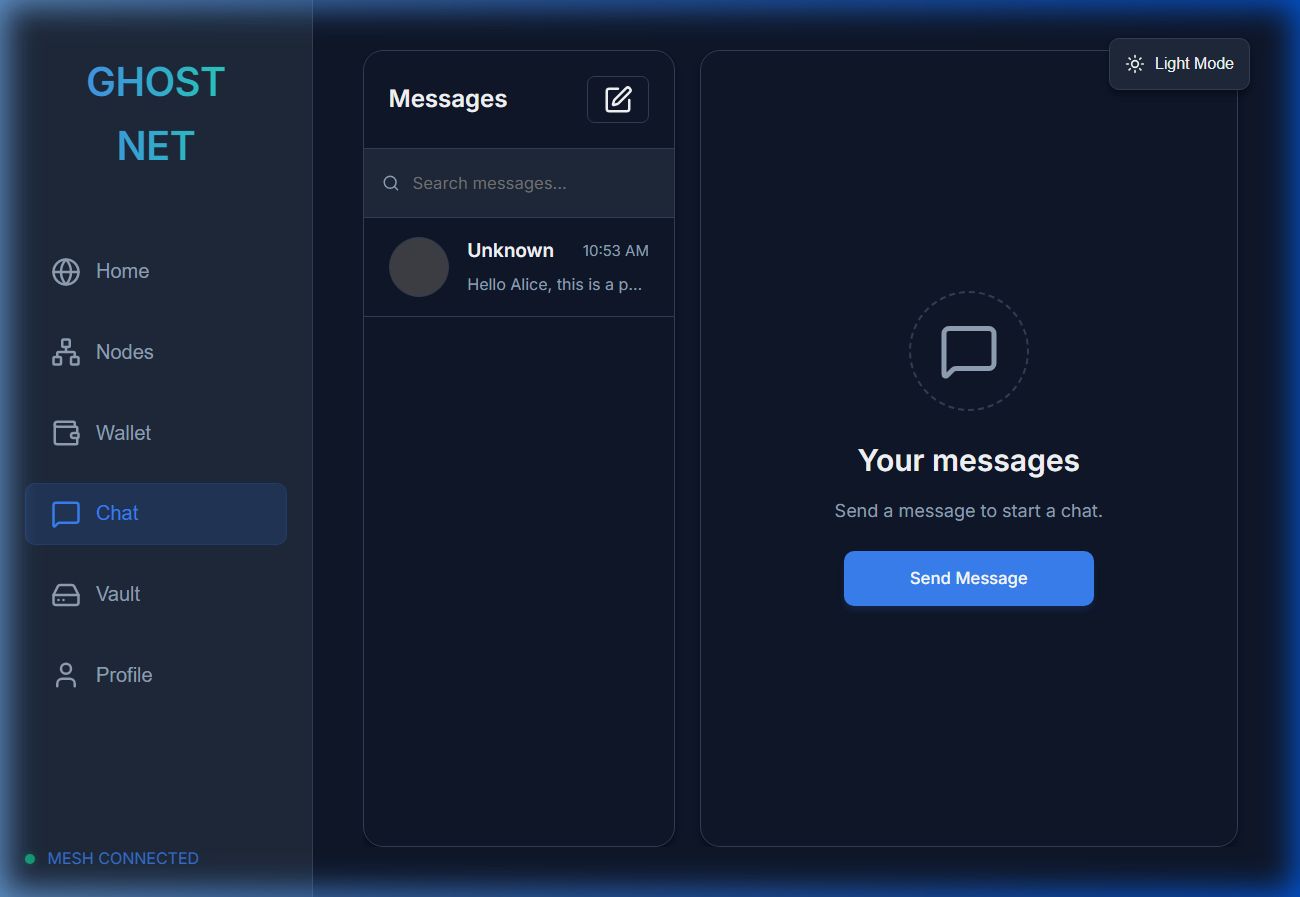 GHOST
NET
Home
Nodes
Wallet
Chat
Vault
Profile
MESH CONNECTED
Messages
Search messages...
Unknown 10:53 AM
Hello Alice, this is a p...
Light Mode
Your messages
Send a message to start a chat.
Send Message